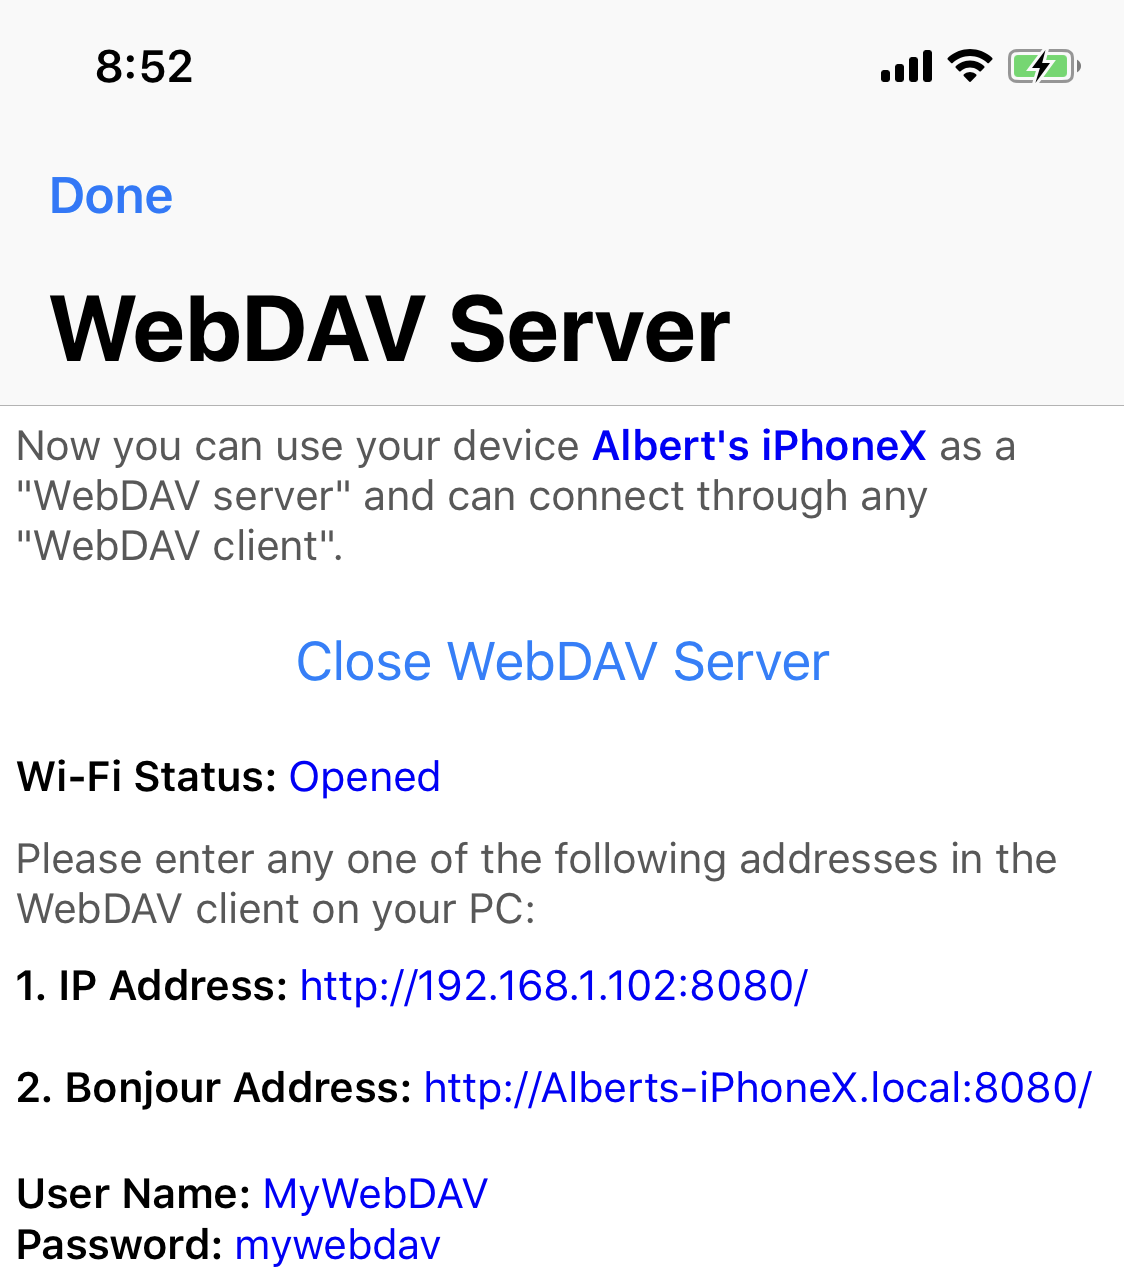 8:52
Done
WebDAV Server
Now you can use your device Albert's iPhoneX as a
"WebDAV server" and can connect through any
"WebDAV client".
Close WebDAV Server
Wi-Fi Status: Opened
Please enter any one of the following addresses in the
WebDAV client on your PC:
1. IP Address: http://192.168.1.102:8080/
2. Bonjour Address: http://Alberts-iPhoneX.local:8080/
User Name: MyWebDAV
Password: mywebdav